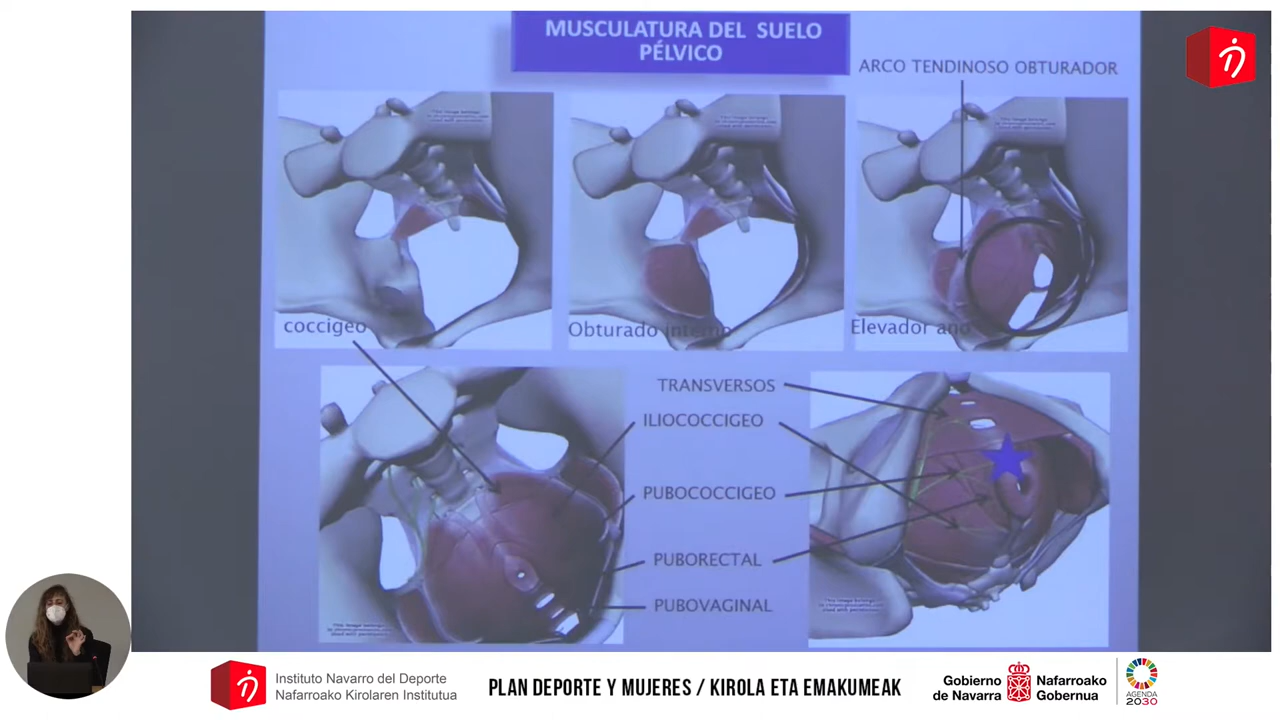 MUSCULATURA DEL SUELO
PÉLVICO
ARCO TENDINOSO OBTURADOR
coccigeo
Obturado interno
Elevador ano
TRANSVERSOS
ILIOCOCCIGEO
PUBOCOCCIGEO
PUBORECTAL
PUBOVAGINAL
Instituto Navarro del Deporte
Nafarroako Kirolaren Institutua
PLAN DEPORTE Y MUJERES / KIROLA ETA EMAKUMEAK
Gobierno
de Navarra
Nafarroako
Gobernua
AGENDA
2030